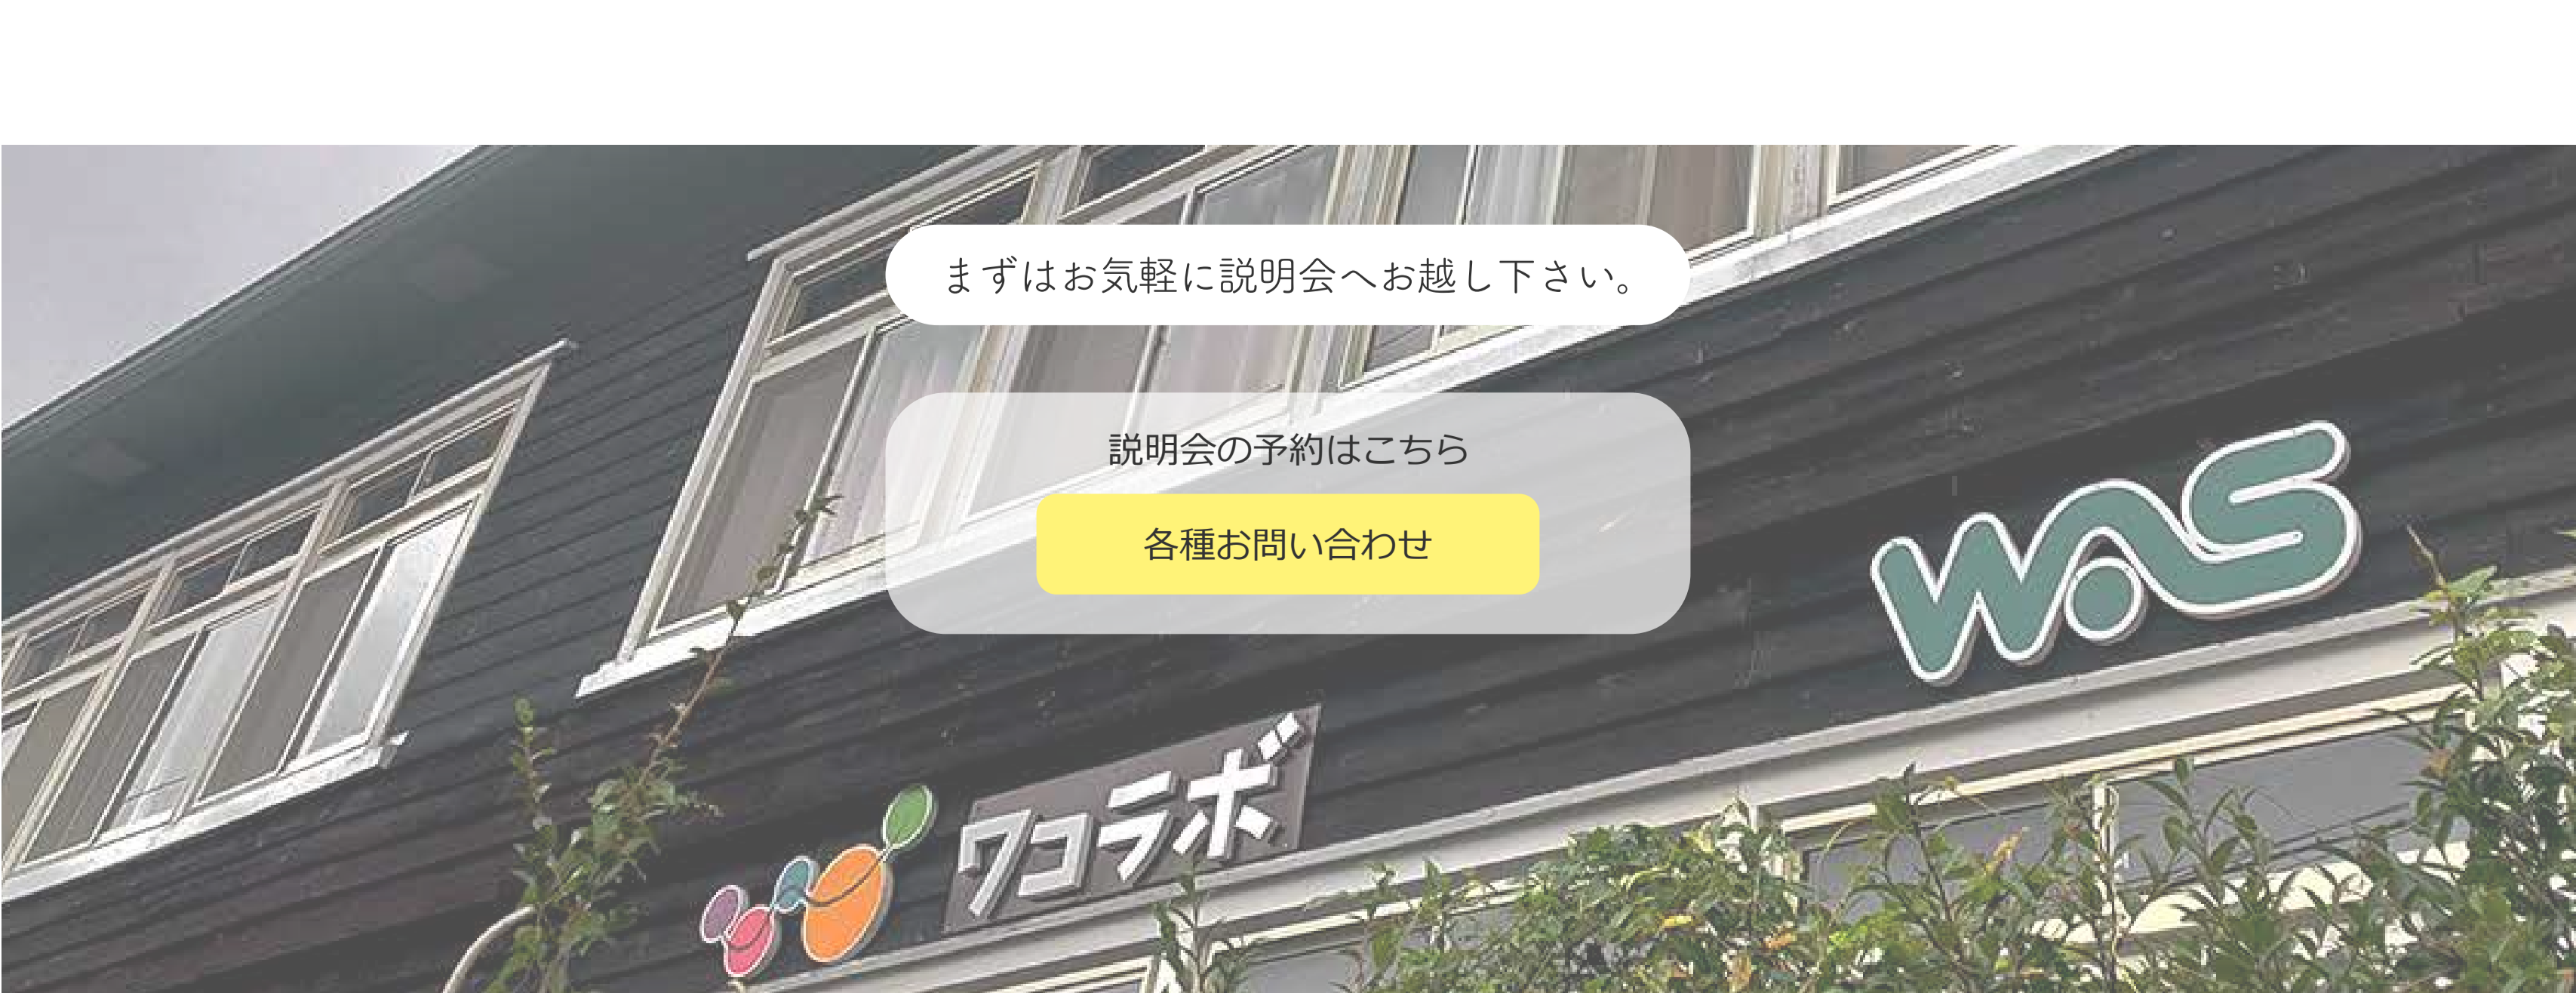 まずはお気軽に説明会へお越し下さい。
説明会の予約はこちら
各種お問い合わせ
was
ワコラボ